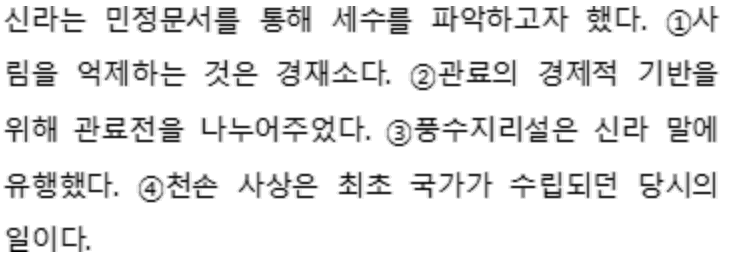 신라는 민정문서를 통해 세수를 파악하고자 했다. ①사
림을 억제하는 것은 경재소다. ②관료의 경제적 기반을
위해 관료전을 나누어주었다. ③풍수지리설은 신라 말에
유행했다. ④천손 사상은 최초 국가가 수립되던 당시의
일이다.